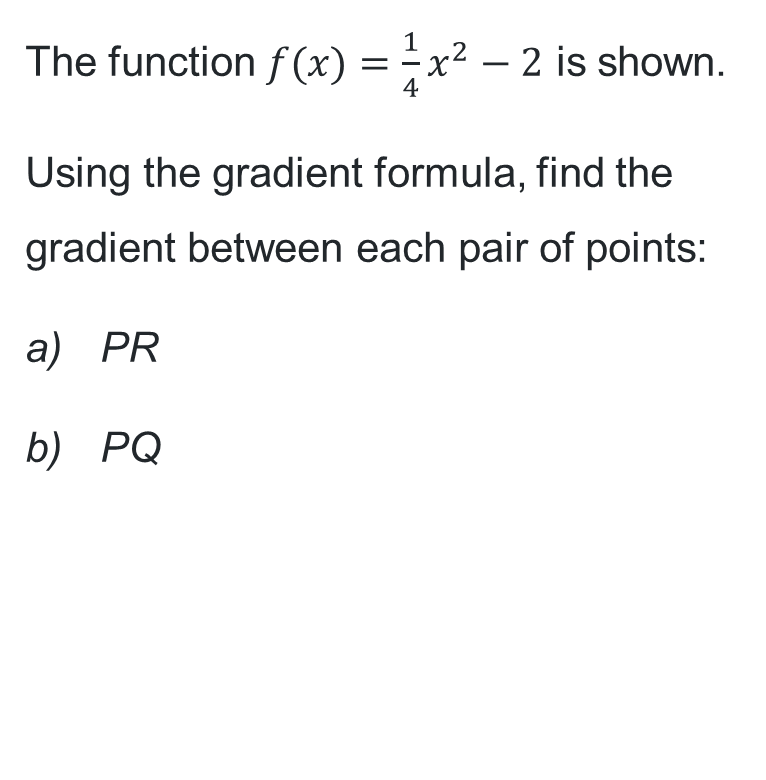 The function f(x) = 1/4 x² − 2 is shown.
Using the gradient formula, find the
gradient between each pair of points:
a) PR
b) PQ